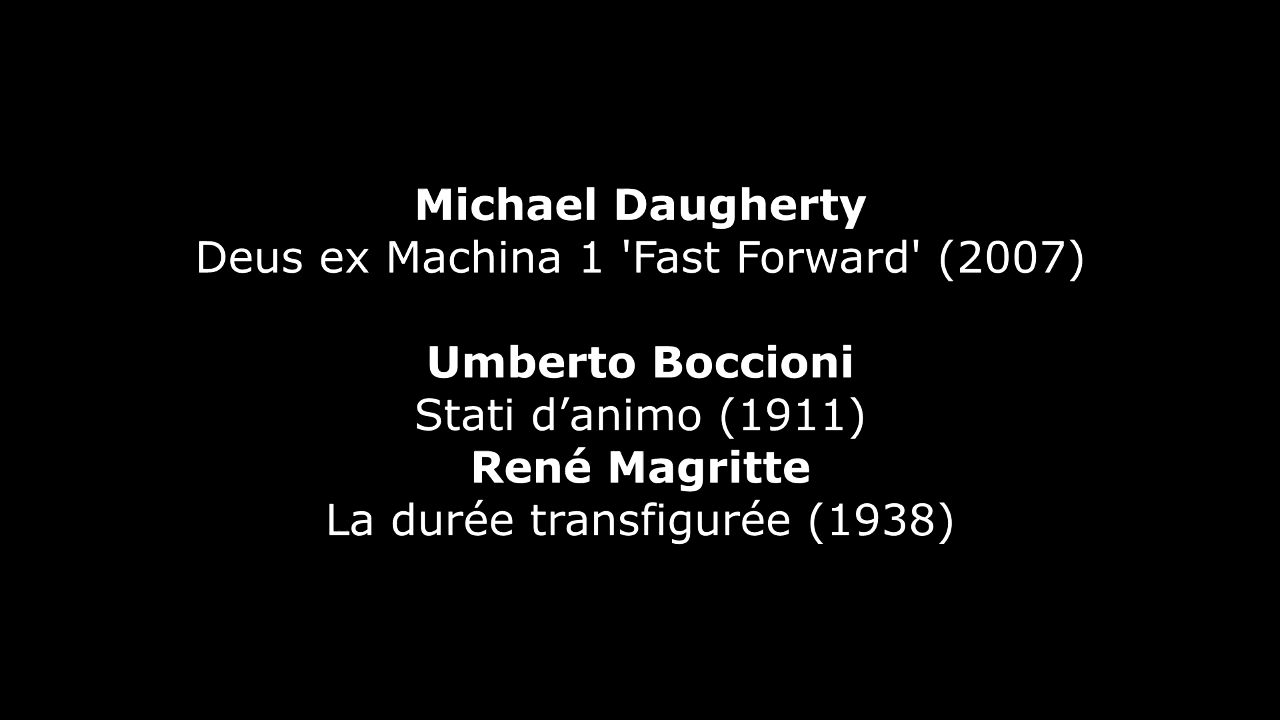 Michael Daugherty
Deus ex Machina 1 'Fast Forward' (2007)
Umberto Boccioni
Stati d’animo (1911)
René Magritte
La durée transfigurée (1938)